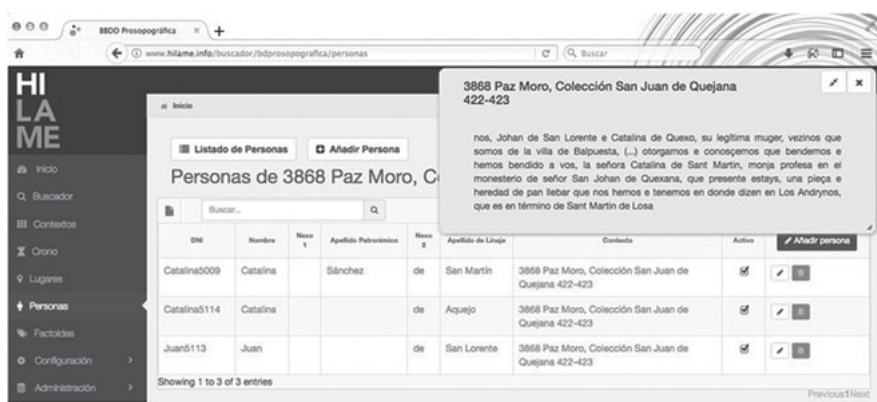 BBDD Prosopográfica × +
www.hilame.info/buscador/bdprosopografica/personas
Buscar
HI
LA
ME
Inicio
Buscador
Contextos
Crono
Lugares
Personas
Factoides
Configuración >
Administración >
Inicio
Listado de Personas
Añadir Persona
Personas de 3868 Paz Moro, C
Buscar...
3868 Paz Moro, Colección San Juan de Quejana
422-423
nos, Johan de San Lorente e Catalina de Quexo, su legítima muger, vezinos que
somos de la villa de Balpuesta, (...) otorgamos e conosçemos que bendemos e
hemos bendido a vos, la señora Catalina de Sant Martín, monja profesa en el
monesterio de señor San Johan de Quexana, que presente estays, una pieça e
heredad de pan llebar que nos hemos e tenemos en donde dizen en Los Andrynos,
que es en término de Sant Martin de Losa
DNI Nombre Nexo 1 Apellido Patronímico Nexo 2 Apellido de Linaje Contexto Activo Añadir persona
Catalina5009 Catalina Sánchez de San Martín 3868 Paz Moro, Colección San Juan de
Quejana 422-423
Catalina5114 Catalina de Aquejo 3868 Paz Moro, Colección San Juan de
Quejana 422-423
Juan5113 Juan de San Lorente 3868 Paz Moro, Colección San Juan de
Quejana 422-423
Showing 1 to 3 of 3 entries
Previous1Next